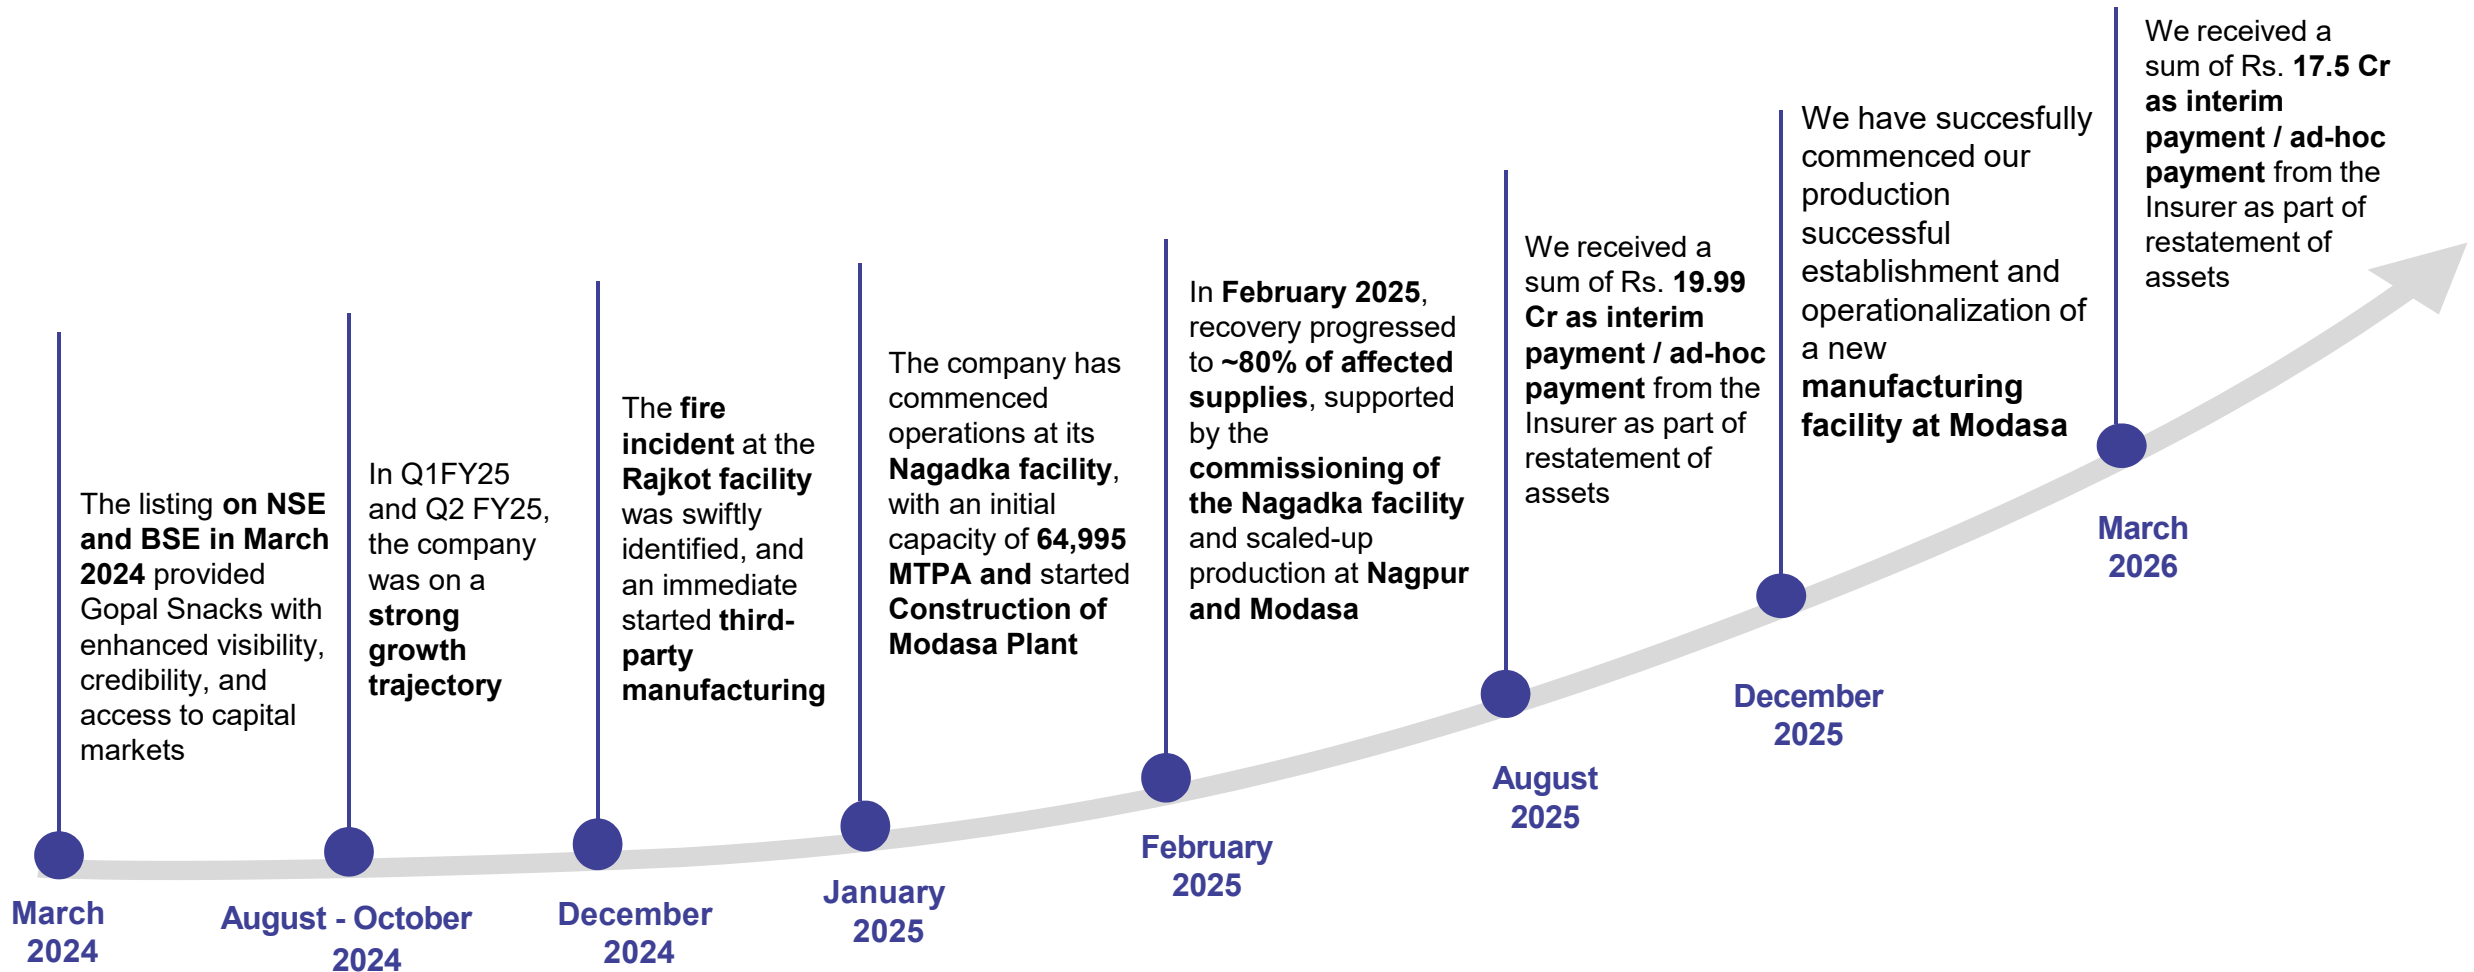 The listing on NSE
and BSE in March
2024 provided
Gopal Snacks with
enhanced visibility,
credibility, and
access to capital
markets
March
2024
In Q1FY25
and Q2 FY25,
the company
was on a
strong
growth
trajectory
August - October
2024
The fire
incident at the
Rajkot facility
was swiftly
identified, and
an immediate
started third-
party
manufacturing
December
2024
The company has
commenced
operations at its
Nagadka facility,
with an initial
capacity of 64,995
MTPA and started
Construction of
Modasa Plant
January
2025
In February 2025,
recovery progressed
to ~80% of affected
supplies, supported
by the
commissioning of
the Nagadka facility
and scaled-up
production at Nagpur
and Modasa
February
2025
We received a
sum of Rs. 19.99
Cr as interim
payment / ad-hoc
payment from the
Insurer as part of
restatement of
assets
August
2025
We have succesfully
commenced our
production
successful
establishment and
operationalization of
a new
manufacturing
facility at Modasa
December
2025
We received a
sum of Rs. 17.5 Cr
as interim
payment / ad-hoc
payment from the
Insurer as part of
restatement of
assets
March
2026